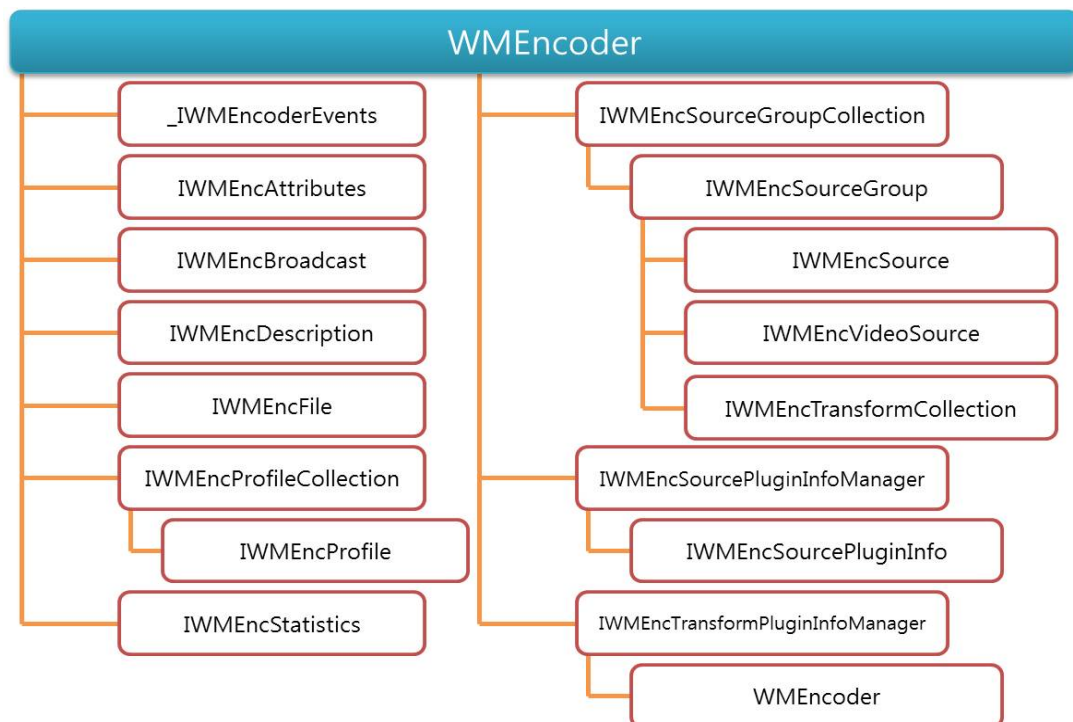 WMEncoder
_IWMEncoderEvents
IWMEncAttributes
IWMEncBroadcast
IWMEncDescription
IWMEncFile
IWMEncProfileCollection
IWMEncProfile
IWMEncStatistics
IWMEncSourceGroupCollection
IWMEncSourceGroup
IWMEncSource
IWMEncVideoSource
IWMEncTransformCollection
IWMEncSourcePluginInfoManager
IWMEncSourcePluginInfo
IWMEncTransformPluginInfoManager
WMEncoder